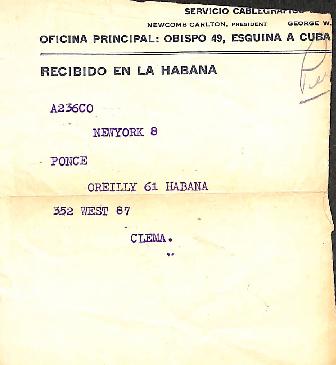 SERVICIO CABLEGRAFICO
NEWCOMB CARLTON, PRESIDENT GEORGE W.
OFICINA PRINCIPAL: OBISPO 49, ESQUINA A CUBA
RECIBIDO EN LA HABANA
A236CO
NEWYORK 8
PONCE
OREILLY 61 HABANA
352 WEST 87
CLEMA.